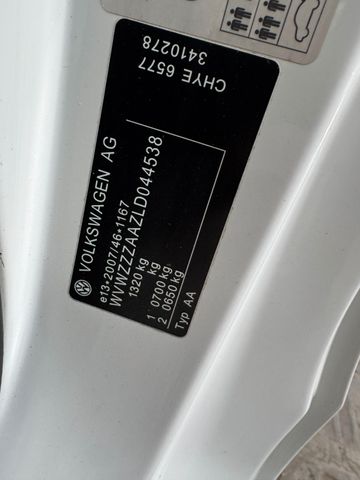 VOLKSWAGEN AG
e13*2007/46*1167
WVWZZZAAZLD044538
1320 kg
1 0700 kg
2 0650 kg
Typ AA
CHYE 6577
3410278